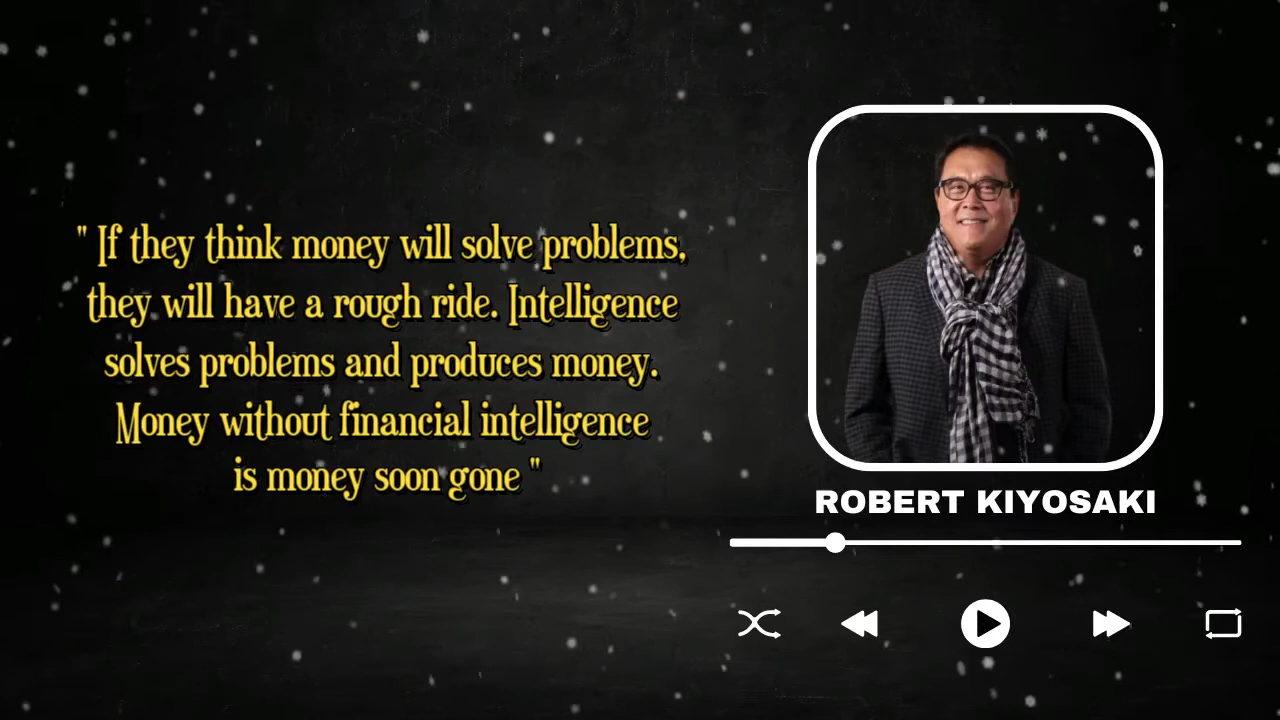 " If they think money will solve problems,
they will have a rough ride. Intelligence
solves problems and produces money.
Money without financial intelligence
is money soon gone "
ROBERT KIYOSAKI